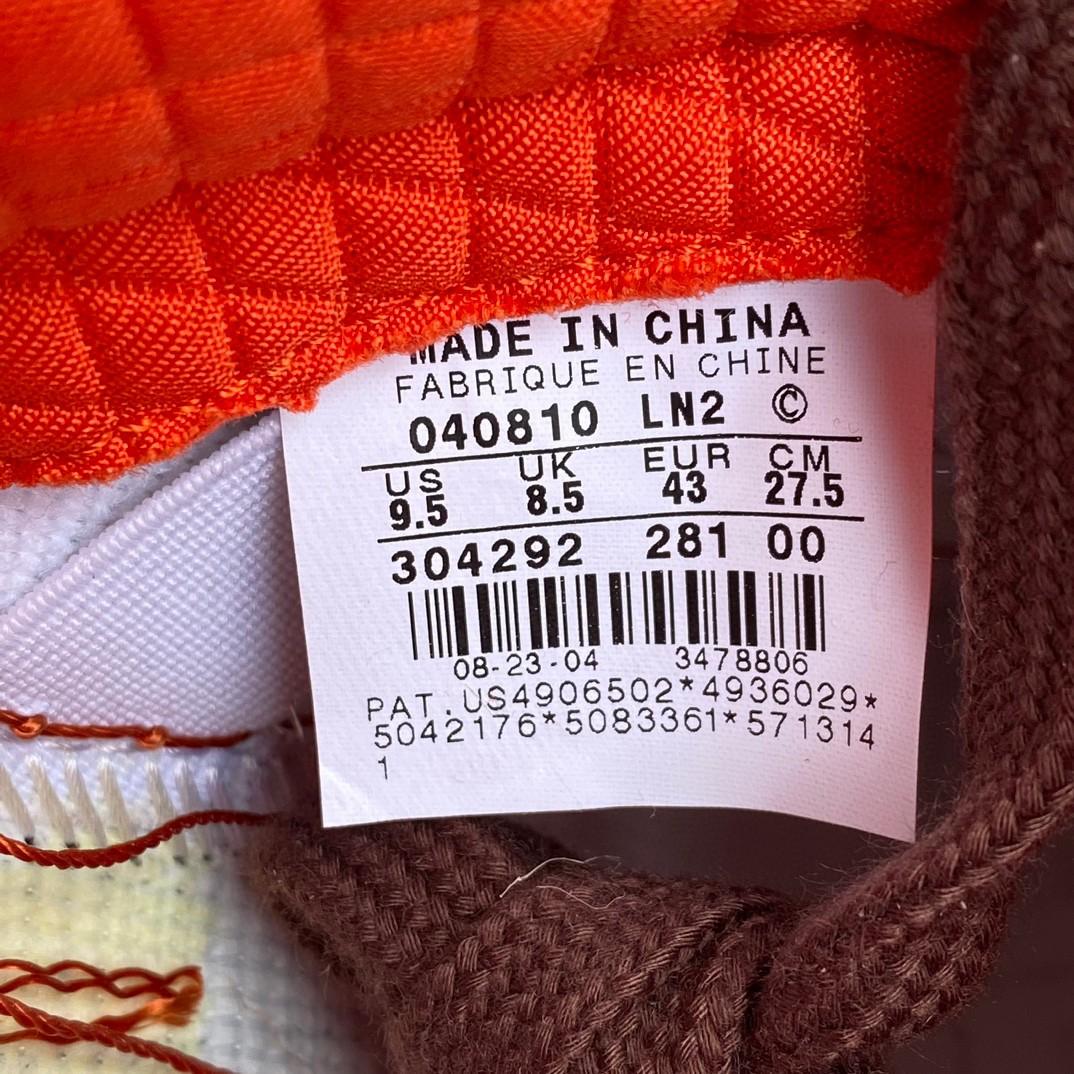 MADE IN CHINA
FABRIQUE EN CHINE
040810 LN2 ©
US UK EUR CM
9.5 8.5 43 27.5
304292 281 00
08-23-04 3478806
PAT.US4906502*4936029*
5042176*5083361*571314
1